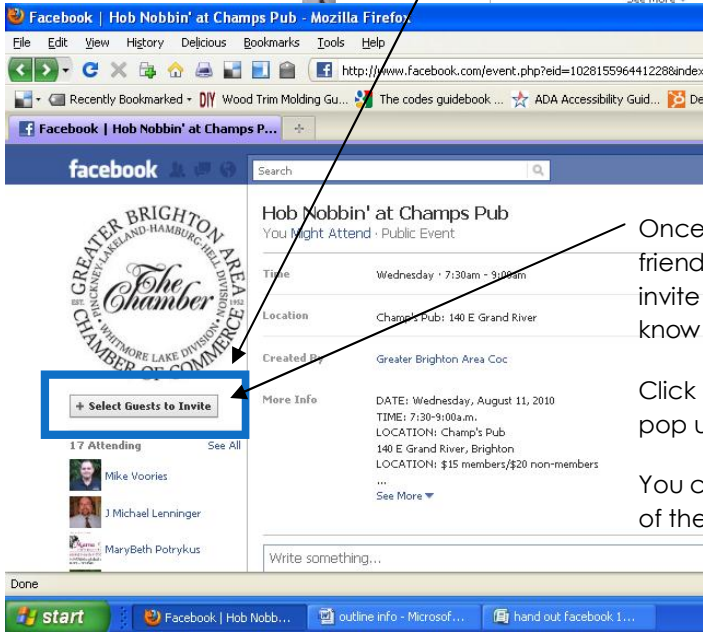 See More
Facebook | Hob Nobbin' at Champs Pub - Mozilla Firefox
File Edit View History Delicious Bookmarks Tools Help
http://www.facebook.com/event.php?eid=102815596441228&index
Recently Bookmarked DIY Wood Trim Molding Gu... The codes guidebook ... ADA Accessibility Guid... De
Facebook | Hob Nobbin' at Champs P...
facebook Search
GREATER BRIGHTON AREA
CHAMBER OF COMMERCE
PINCKNEY-LAKELAND-HAMBURG-HELL DIVISION
WHITMORE LAKE DIVISION
EST. 1952
The Chamber
+ Select Guests to Invite
17 Attending See All
Mike Voories
J Michael Lenninger
MaryBeth Potrykus
Hob Nobbin' at Champs Pub
You Might Attend · Public Event
Time Wednesday · 7:30am - 9:00am
Location Champ's Pub: 140 E Grand River
Created By Greater Brighton Area Coc
More Info DATE: Wednesday, August 11, 2010
TIME: 7:30-9:00a.m.
LOCATION: Champ's Pub
140 E Grand River, Brighton
LOCATION: $15 members/$20 non-members
...
See More
Write something...
Once
friend
invite
know
Click
pop u
You c
of the
Done
start Facebook | Hob Nobb... outline info - Microsof... hand out facebook 1...